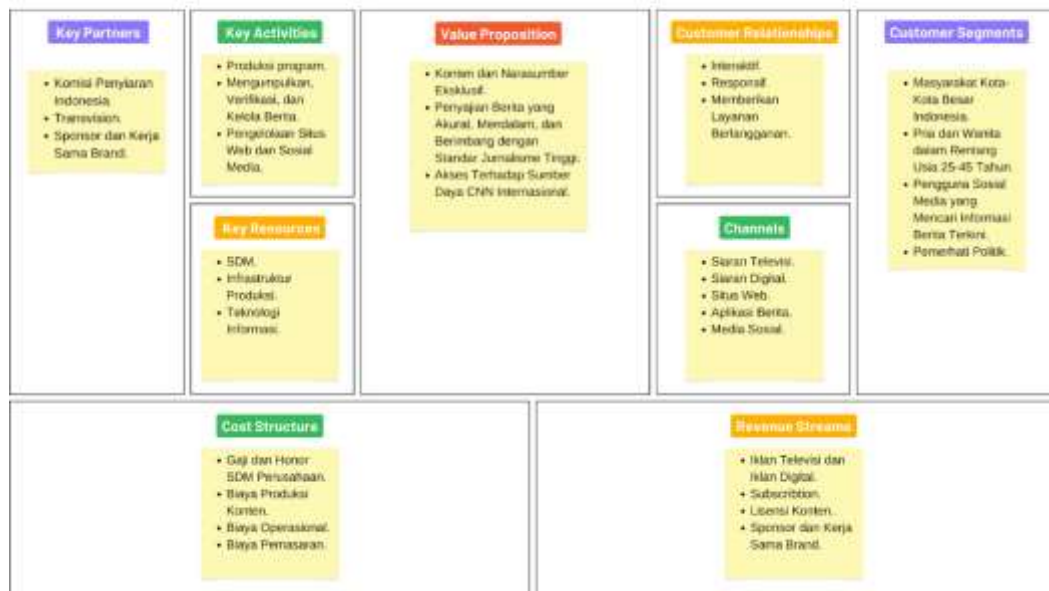 Key Partners
• Komisi Penyiaran
Indonesia.
• Transvision.
• Sponsor dan Kerja
Sama Brand.
Key Activities
• Produksi program.
• Mengumpulkan,
Verifikasi, dan
Kelola Berita.
• Pengelolaan Situs
Web dan Sosial
Media.
Key Resources
• SDM.
• Infrastruktur
Produksi.
• Teknologi
Informasi.
Value Proposition
• Konten dan Narasumber
Eksklusif.
• Penyajian Berita yang
Akurat, Mendalam, dan
Berimbang dengan
Standar Jurnalisme Tinggi.
• Akses Terhadap Sumber
Daya CNN Internasional.
Customer Relationships
• Interaktif.
• Responsif.
• Memberikan
Layanan
Berlangganan.
Channels
• Siaran Televisi.
• Siaran Digital.
• Situs Web.
• Aplikasi Berita.
• Media Sosial.
Customer Segments
• Masyarakat Kota-
Kota Besar
Indonesia.
• Pria dan Wanita
dalam Rentang
Usia 25-45 Tahun.
• Pengguna Sosial
Media yang
Mencari Informasi
Berita Terkini.
• Pemerhati Politik.
Cost Structure
• Gaji dan Honor
SDM Perusahaan.
• Biaya Produksi
Konten.
• Biaya Operasional.
• Biaya Pemasaran.
Revenue Streams
• Iklan Televisi dan
Iklan Digital.
• Subscribtion.
• Lisensi Konten.
• Sponsor dan Kerja
Sama Brand.